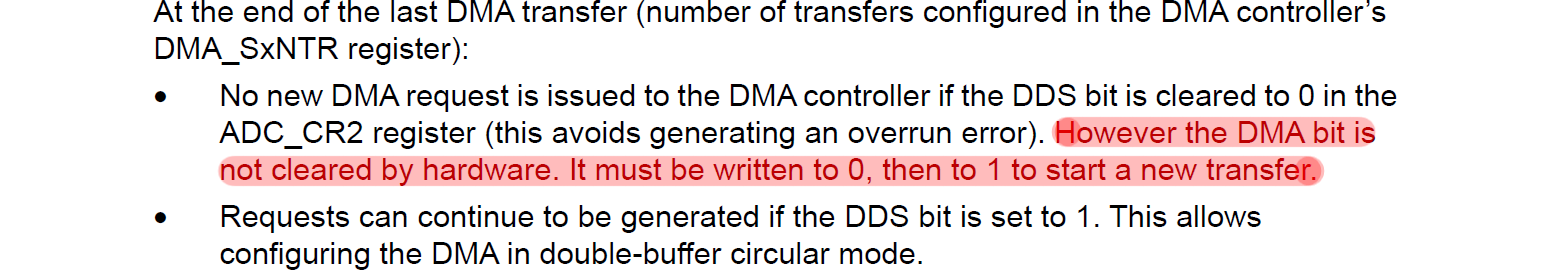 At the end of the last DMA transfer (number of transfers configured in the DMA controller's
DMA_SxNTR register):
• No new DMA request is issued to the DMA controller if the DDS bit is cleared to 0 in the
ADC_CR2 register (this avoids generating an overrun error). However the DMA bit is
not cleared by hardware. It must be written to 0, then to 1 to start a new transfer.
• Requests can continue to be generated if the DDS bit is set to 1. This allows
configuring the DMA in double-buffer circular mode.